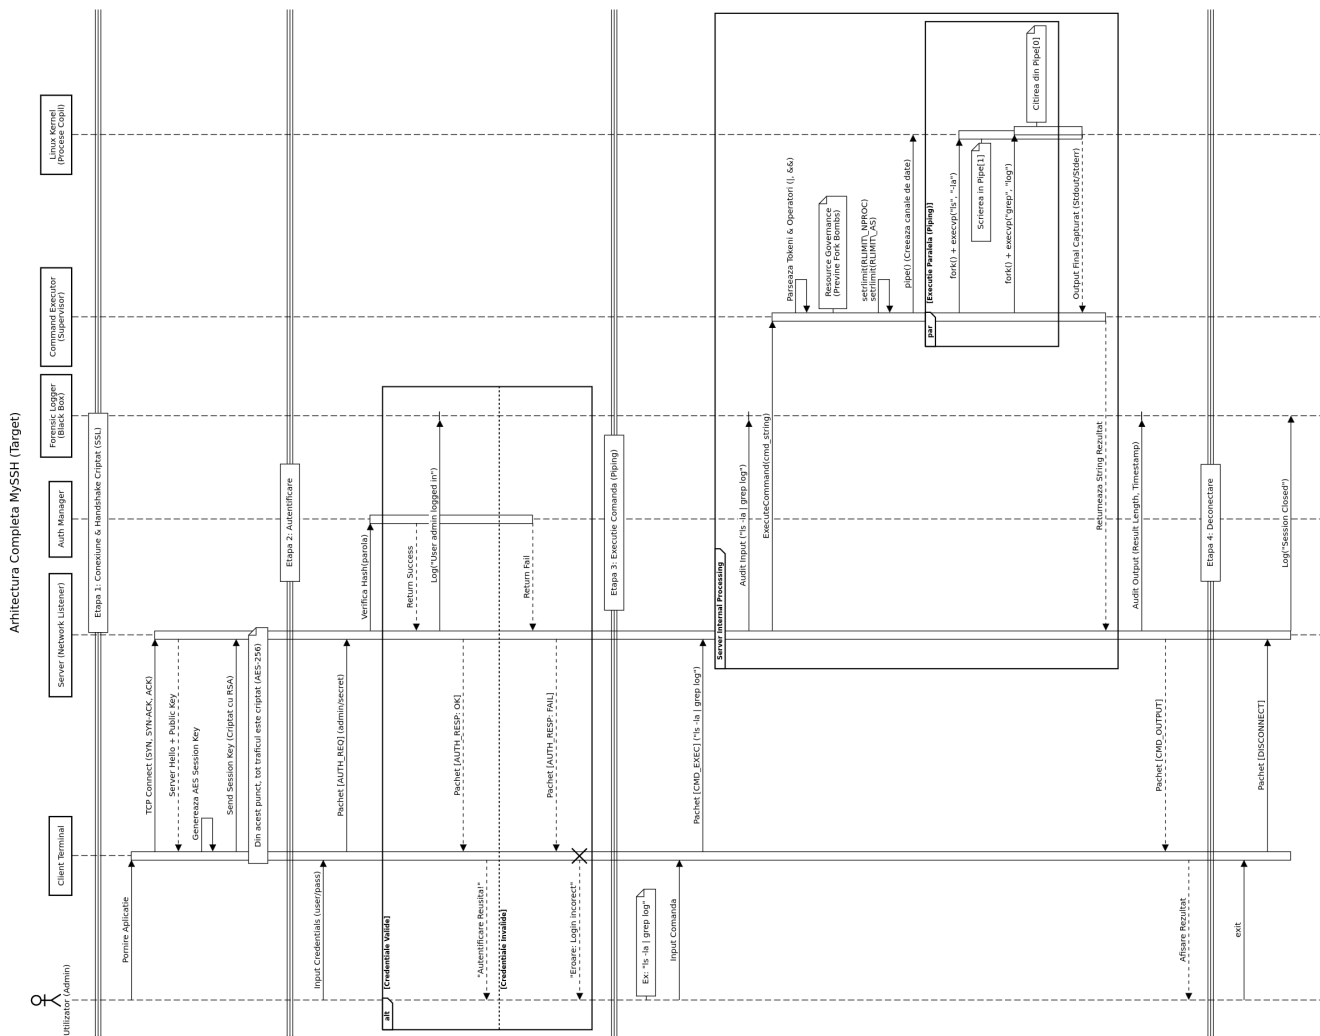 Arhitectura Completa MySSH (Target)
Utilizator (Admin)
Client Terminal
Server (Network Listener)
Auth Manager
Forensic Logger
(Black Box)
Command Executor
(Supervisor)
Linux Kernel
(Procese Copil)
Etapa 1: Conexiune & Handshake Criptat (SSL)
Pornire Aplicatie
TCP Connect (SYN, SYN-ACK, ACK)
Server Hello + Public Key
Genereaza AES Session Key
Send Session Key (Criptat cu RSA)
Din acest punct, tot traficul este criptat (AES-256)
Etapa 2: Autentificare
Input Credentials (user/pass)
Pachet [AUTH_REQ] (admin/secret)
Verifica Hash(parola)
alt
[Credentiale Valide]
Return Success
Log("User admin logged in")
Pachet [AUTH_RESP: OK]
"Autentificare Reusita!"
[Credentiale Invalide]
Return Fail
Pachet [AUTH_RESP: FAIL]
"Eroare: Login incorect"
Etapa 3: Executie Comanda (Piping)
Ex: "ls -la | grep log"
Input Comanda
Pachet [CMD_EXEC] ("ls -la | grep log")
Server Internal Processing
Audit Input ("ls -la | grep log")
ExecuteCommand(cmd_string)
Parseaza Tokeni & Operatori (|, &&)
Resource Governance
(Previne Fork Bombs)
setrlimit(RLIMIT\_NPROC)
setrlimit(RLIMIT\_AS)
pipe() (Creeaza canale de date)
par
[Executie Paralela (Piping)]
fork() + execvp("ls", "-la")
Scrierea in Pipe[1]
fork() + execvp("grep", "log")
Citirea din Pipe[0]
Output Final Capturat (Stdout/Stderr)
Returneaza String Rezultat
Audit Output (Result Length, Timestamp)
Pachet [CMD_OUTPUT]
Afisare Rezultat
Etapa 4: Deconectare
exit
Pachet [DISCONNECT]
Log("Session Closed")